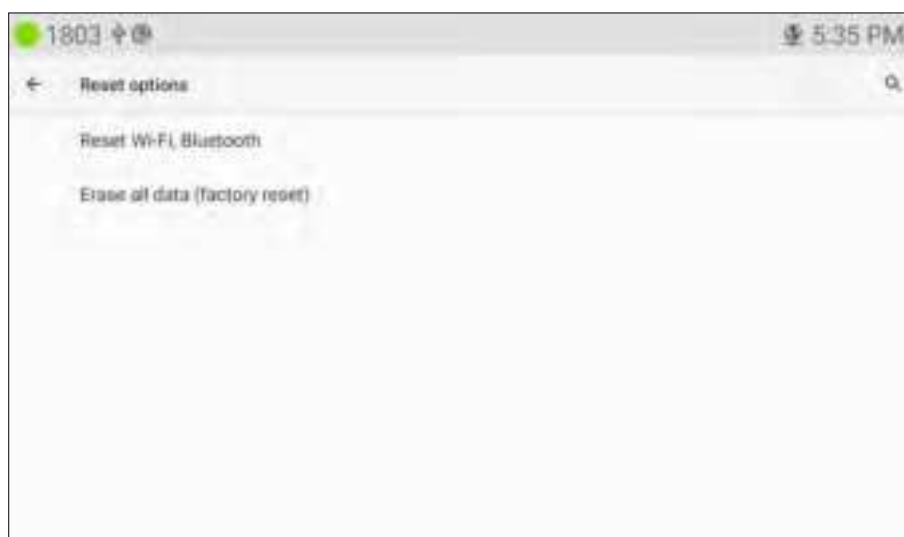 1803 5:35 PM
Reset options
Reset Wi-Fi, Bluetooth
Erase all data (factory reset)